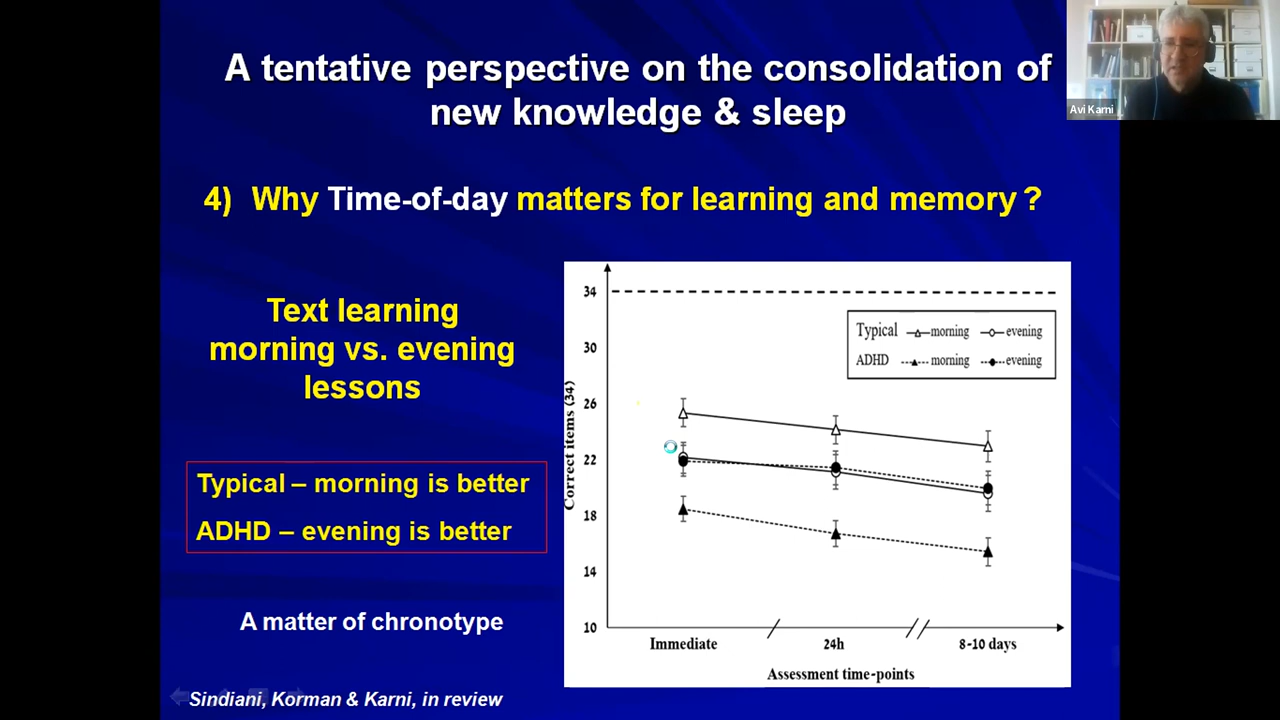 A tentative perspective on the consolidation of
new knowledge & sleep
Avi Karni
4) Why Time-of-day matters for learning and memory ?
Text learning
morning vs. evening
lessons
Typical – morning is better
ADHD – evening is better
A matter of chronotype
Sindiani, Korman & Karni, in review
Correct items (34)
34
30
26
22
18
14
10
Typical morning evening
ADHD morning evening
Immediate 24h 8-10 days
Assessment time-points